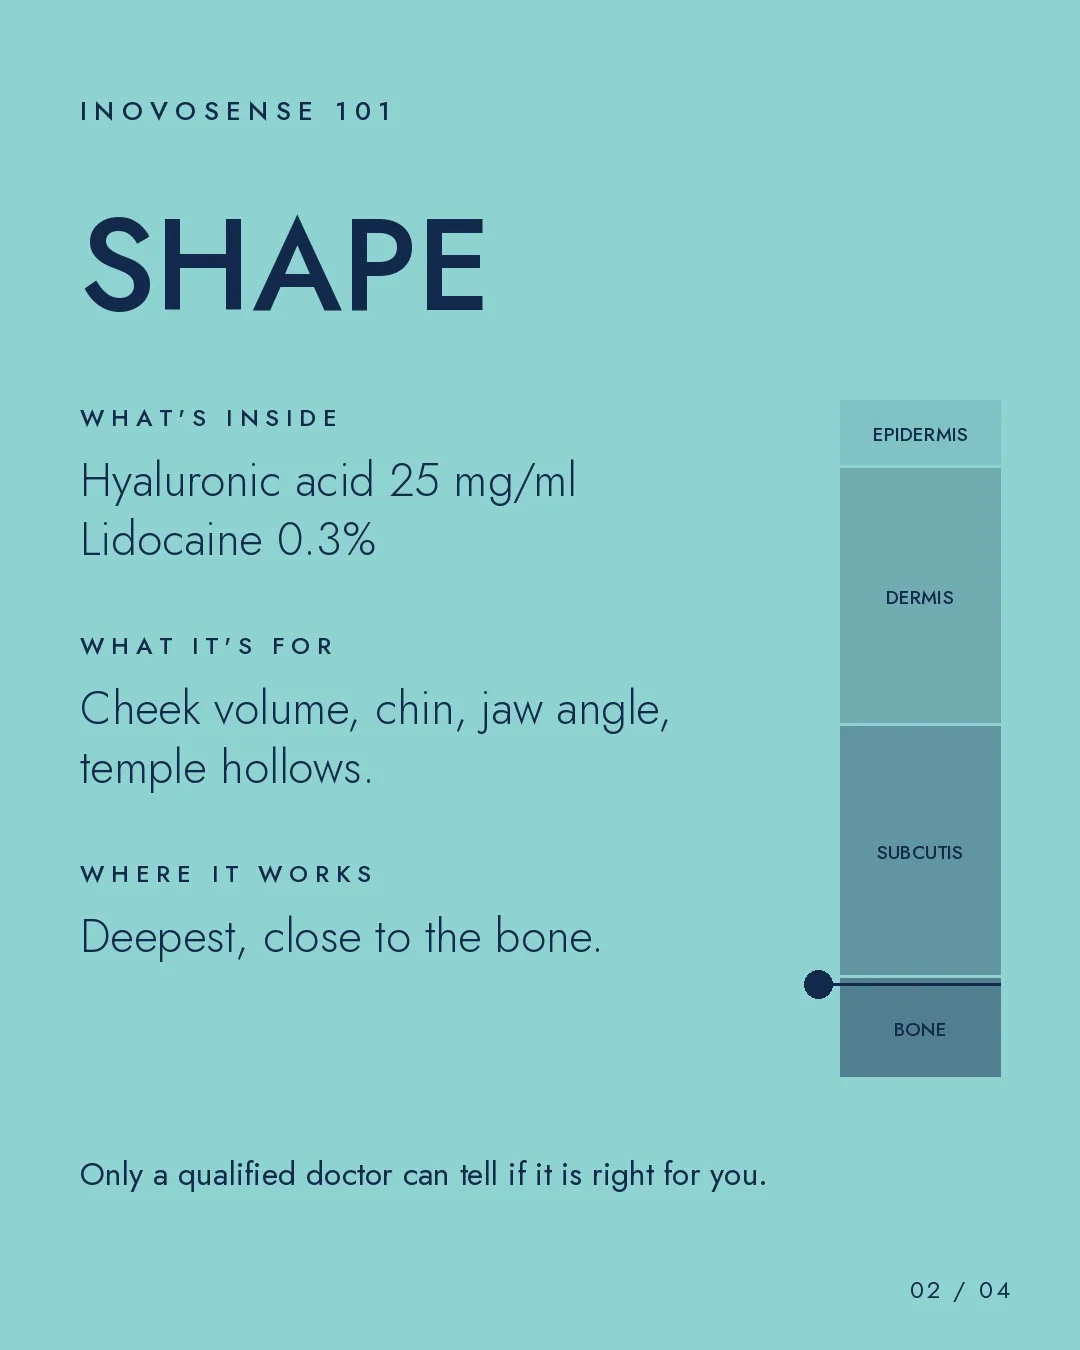 INOVOSENSE 101
SHAPE
WHAT'S INSIDE
Hyaluronic acid 25 mg/ml
Lidocaine 0.3%
WHAT IT'S FOR
Cheek volume, chin, jaw angle,
temple hollows.
WHERE IT WORKS
Deepest, close to the bone.
EPIDERMIS
DERMIS
SUBCUTIS
BONE
Only a qualified doctor can tell if it is right for you.
02 / 04